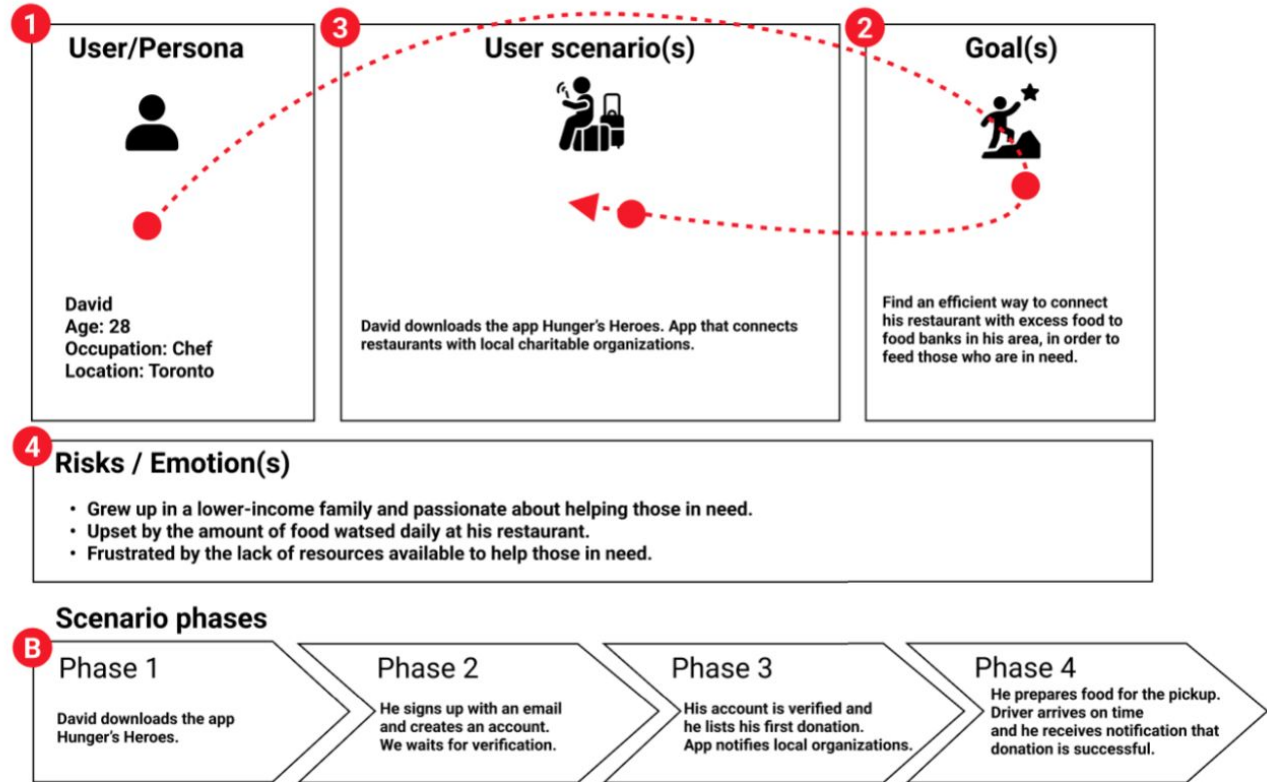 1
User/Persona
David
Age: 28
Occupation: Chef
Location: Toronto
3
User scenario(s)
David downloads the app Hunger's Heroes. App that connects
restaurants with local charitable organizations.
2
Goal(s)
Find an efficient way to connect
his restaurant with excess food to
food banks in his area, in order to
feed those who are in need.
4
Risks / Emotion(s)
• Grew up in a lower-income family and passionate about helping those in need.
• Upset by the amount of food watsed daily at his restaurant.
• Frustrated by the lack of resources available to help those in need.
Scenario phases
B
Phase 1
David downloads the app
Hunger's Heroes.
Phase 2
He signs up with an email
and creates an account.
We waits for verification.
Phase 3
His account is verified and
he lists his first donation.
App notifies local organizations.
Phase 4
He prepares food for the pickup.
Driver arrives on time
and he receives notification that
donation is successful.